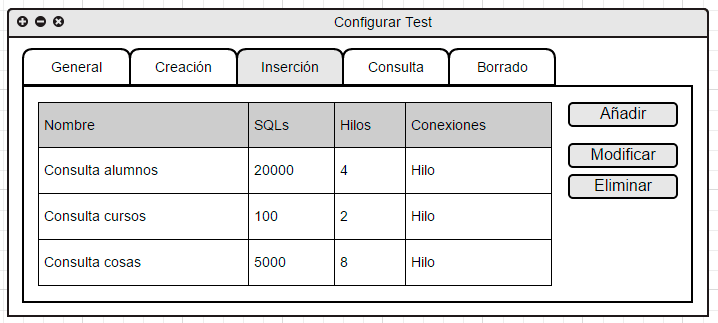 Configurar Test
General Creación Inserción Consulta Borrado
Nombre SQLs Hilos Conexiones
Consulta alumnos 20000 4 Hilo
Consulta cursos 100 2 Hilo
Consulta cosas 5000 8 Hilo
Añadir
Modificar
Eliminar